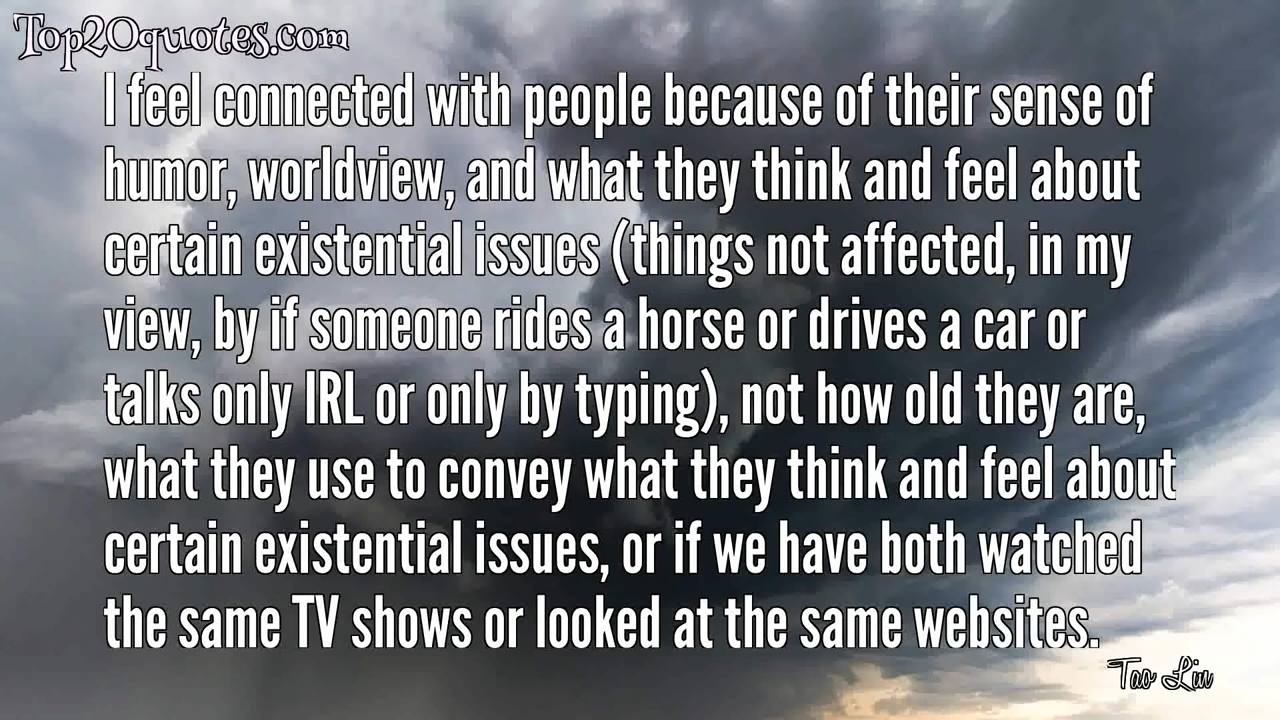 Top20quotes.com
I feel connected with people because of their sense of
humor, worldview, and what they think and feel about
certain existential issues (things not affected, in my
view, by if someone rides a horse or drives a car or
talks only IRL or only by typing), not how old they are,
what they use to convey what they think and feel about
certain existential issues, or if we have both watched
the same TV shows or looked at the same websites.
Tao Lin